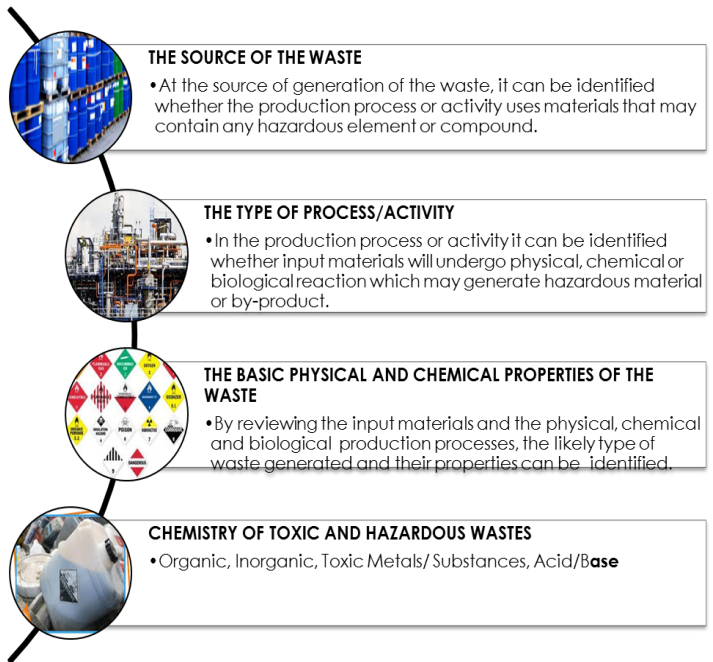 THE SOURCE OF THE WASTE
•At the source of generation of the waste, it can be identified
whether the production process or activity uses materials that may
contain any hazardous element or compound.
THE TYPE OF PROCESS/ACTIVITY
•In the production process or activity it can be identified
whether input materials will undergo physical, chemical or
biological reaction which may generate hazardous material
or by-product.
THE BASIC PHYSICAL AND CHEMICAL PROPERTIES OF THE
WASTE
•By reviewing the input materials and the physical, chemical
and biological production processes, the likely type of
waste generated and their properties can be identified.
CHEMISTRY OF TOXIC AND HAZARDOUS WASTES
•Organic, Inorganic, Toxic Metals/ Substances, Acid/Base
POISON
DANGEROUS